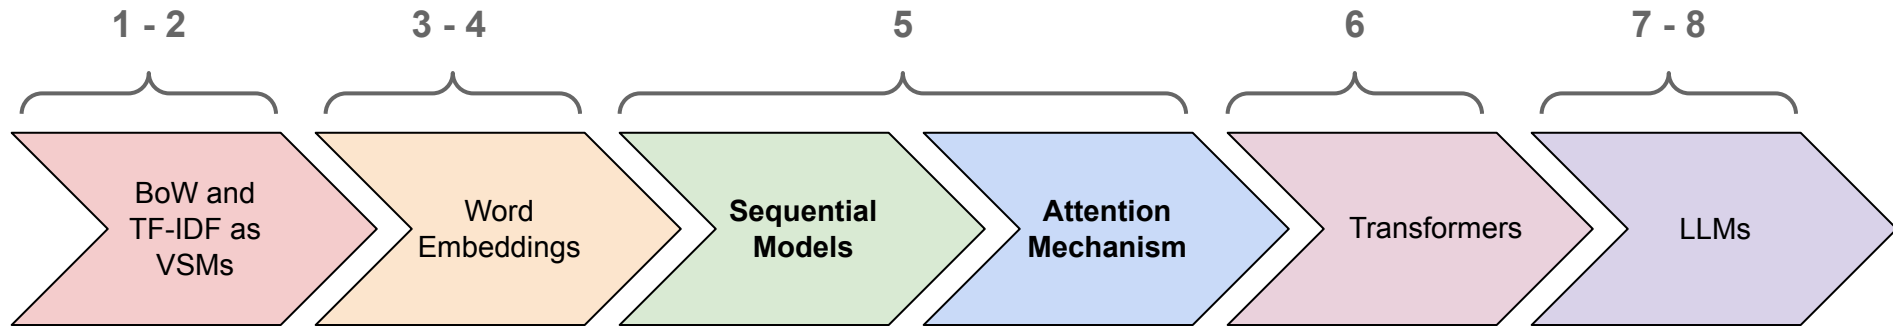 1 - 2
3 - 4
5
6
7 - 8
BoW and
TF-IDF as
VSMs
Word
Embeddings
Sequential
Models
Attention
Mechanism
Transformers
LLMs